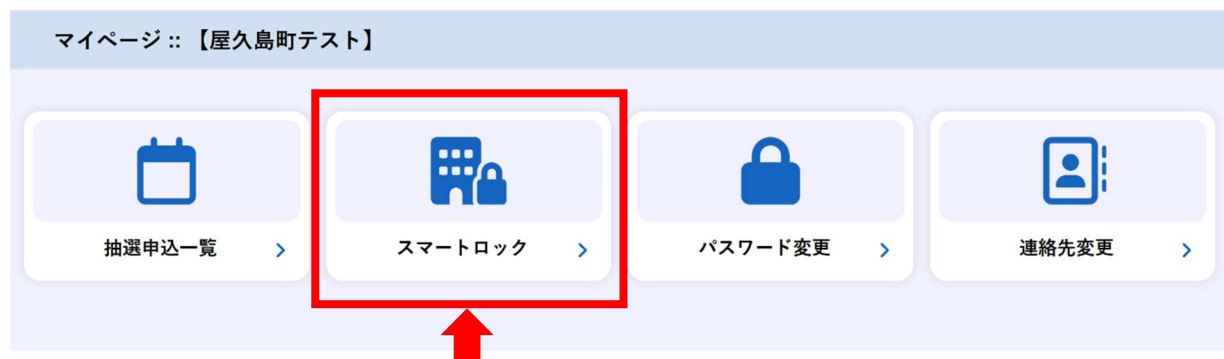 マイページ :: 【屋久島町テスト】
抽選申込一覧
スマートロック
パスワード変更
連絡先変更